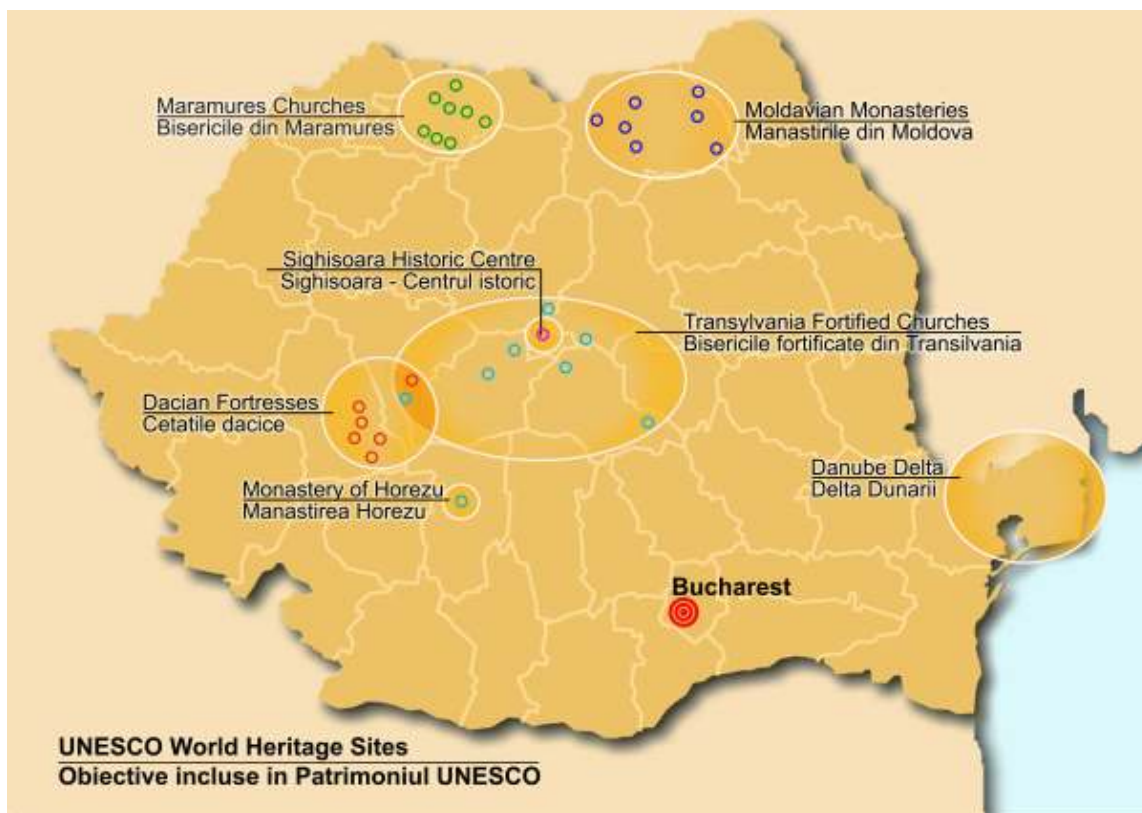 Maramures Churches
Bisericile din Maramures
Moldavian Monasteries
Manastirile din Moldova
Sighisoara Historic Centre
Sighisoara - Centrul istoric
Transylvania Fortified Churches
Bisericile fortificate din Transilvania
Dacian Fortresses
Cetatile dacice
Danube Delta
Delta Dunarii
Monastery of Horezu
Manastirea Horezu
Bucharest
UNESCO World Heritage Sites
Obiective incluse in Patrimoniul UNESCO